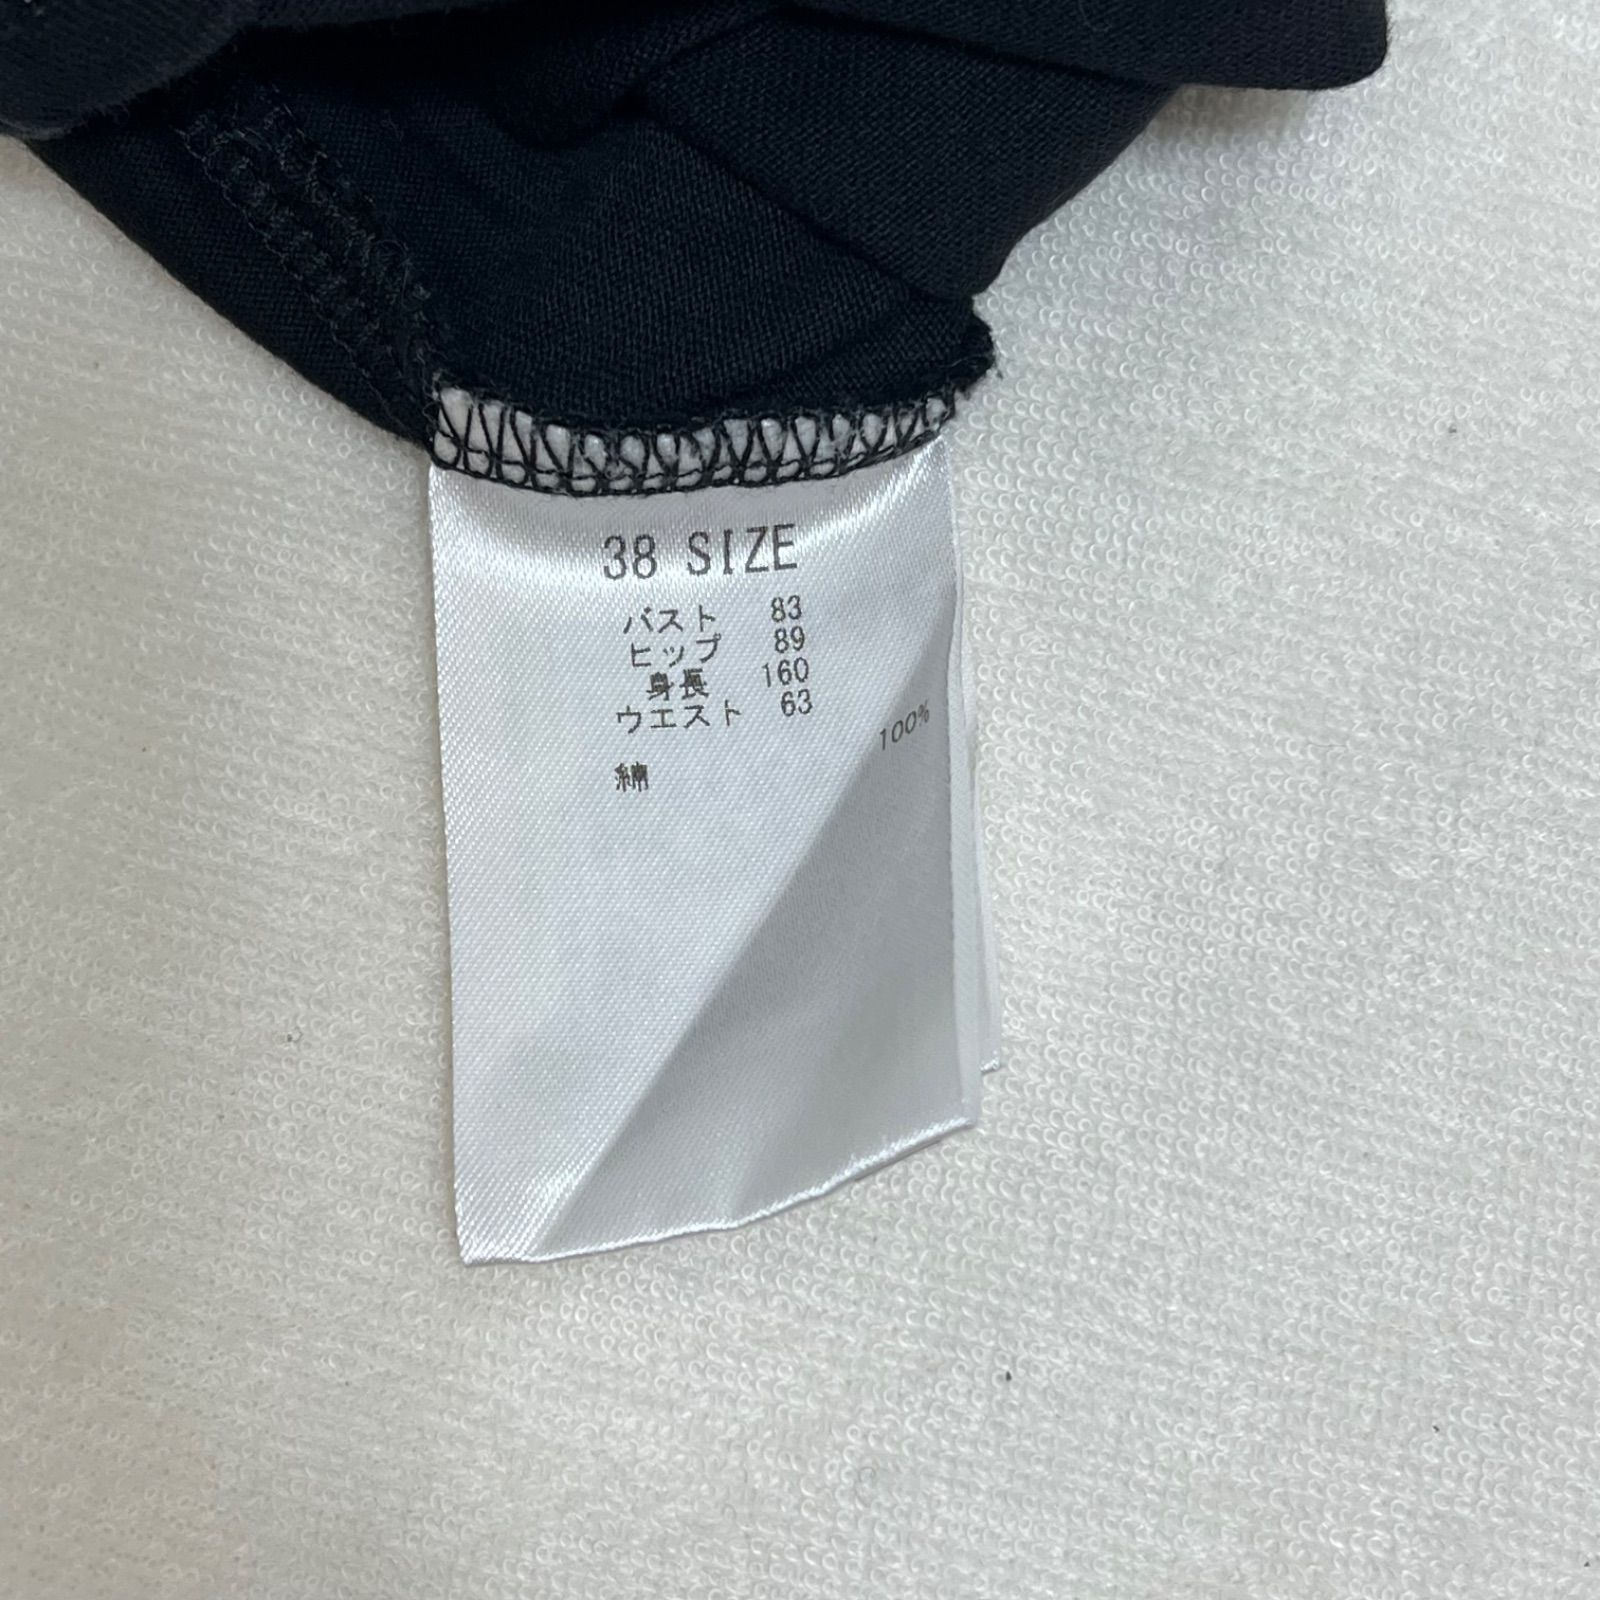 38 SIZE
バスト 83
ヒップ 89
身長 160
ウエスト 63
綿 100%